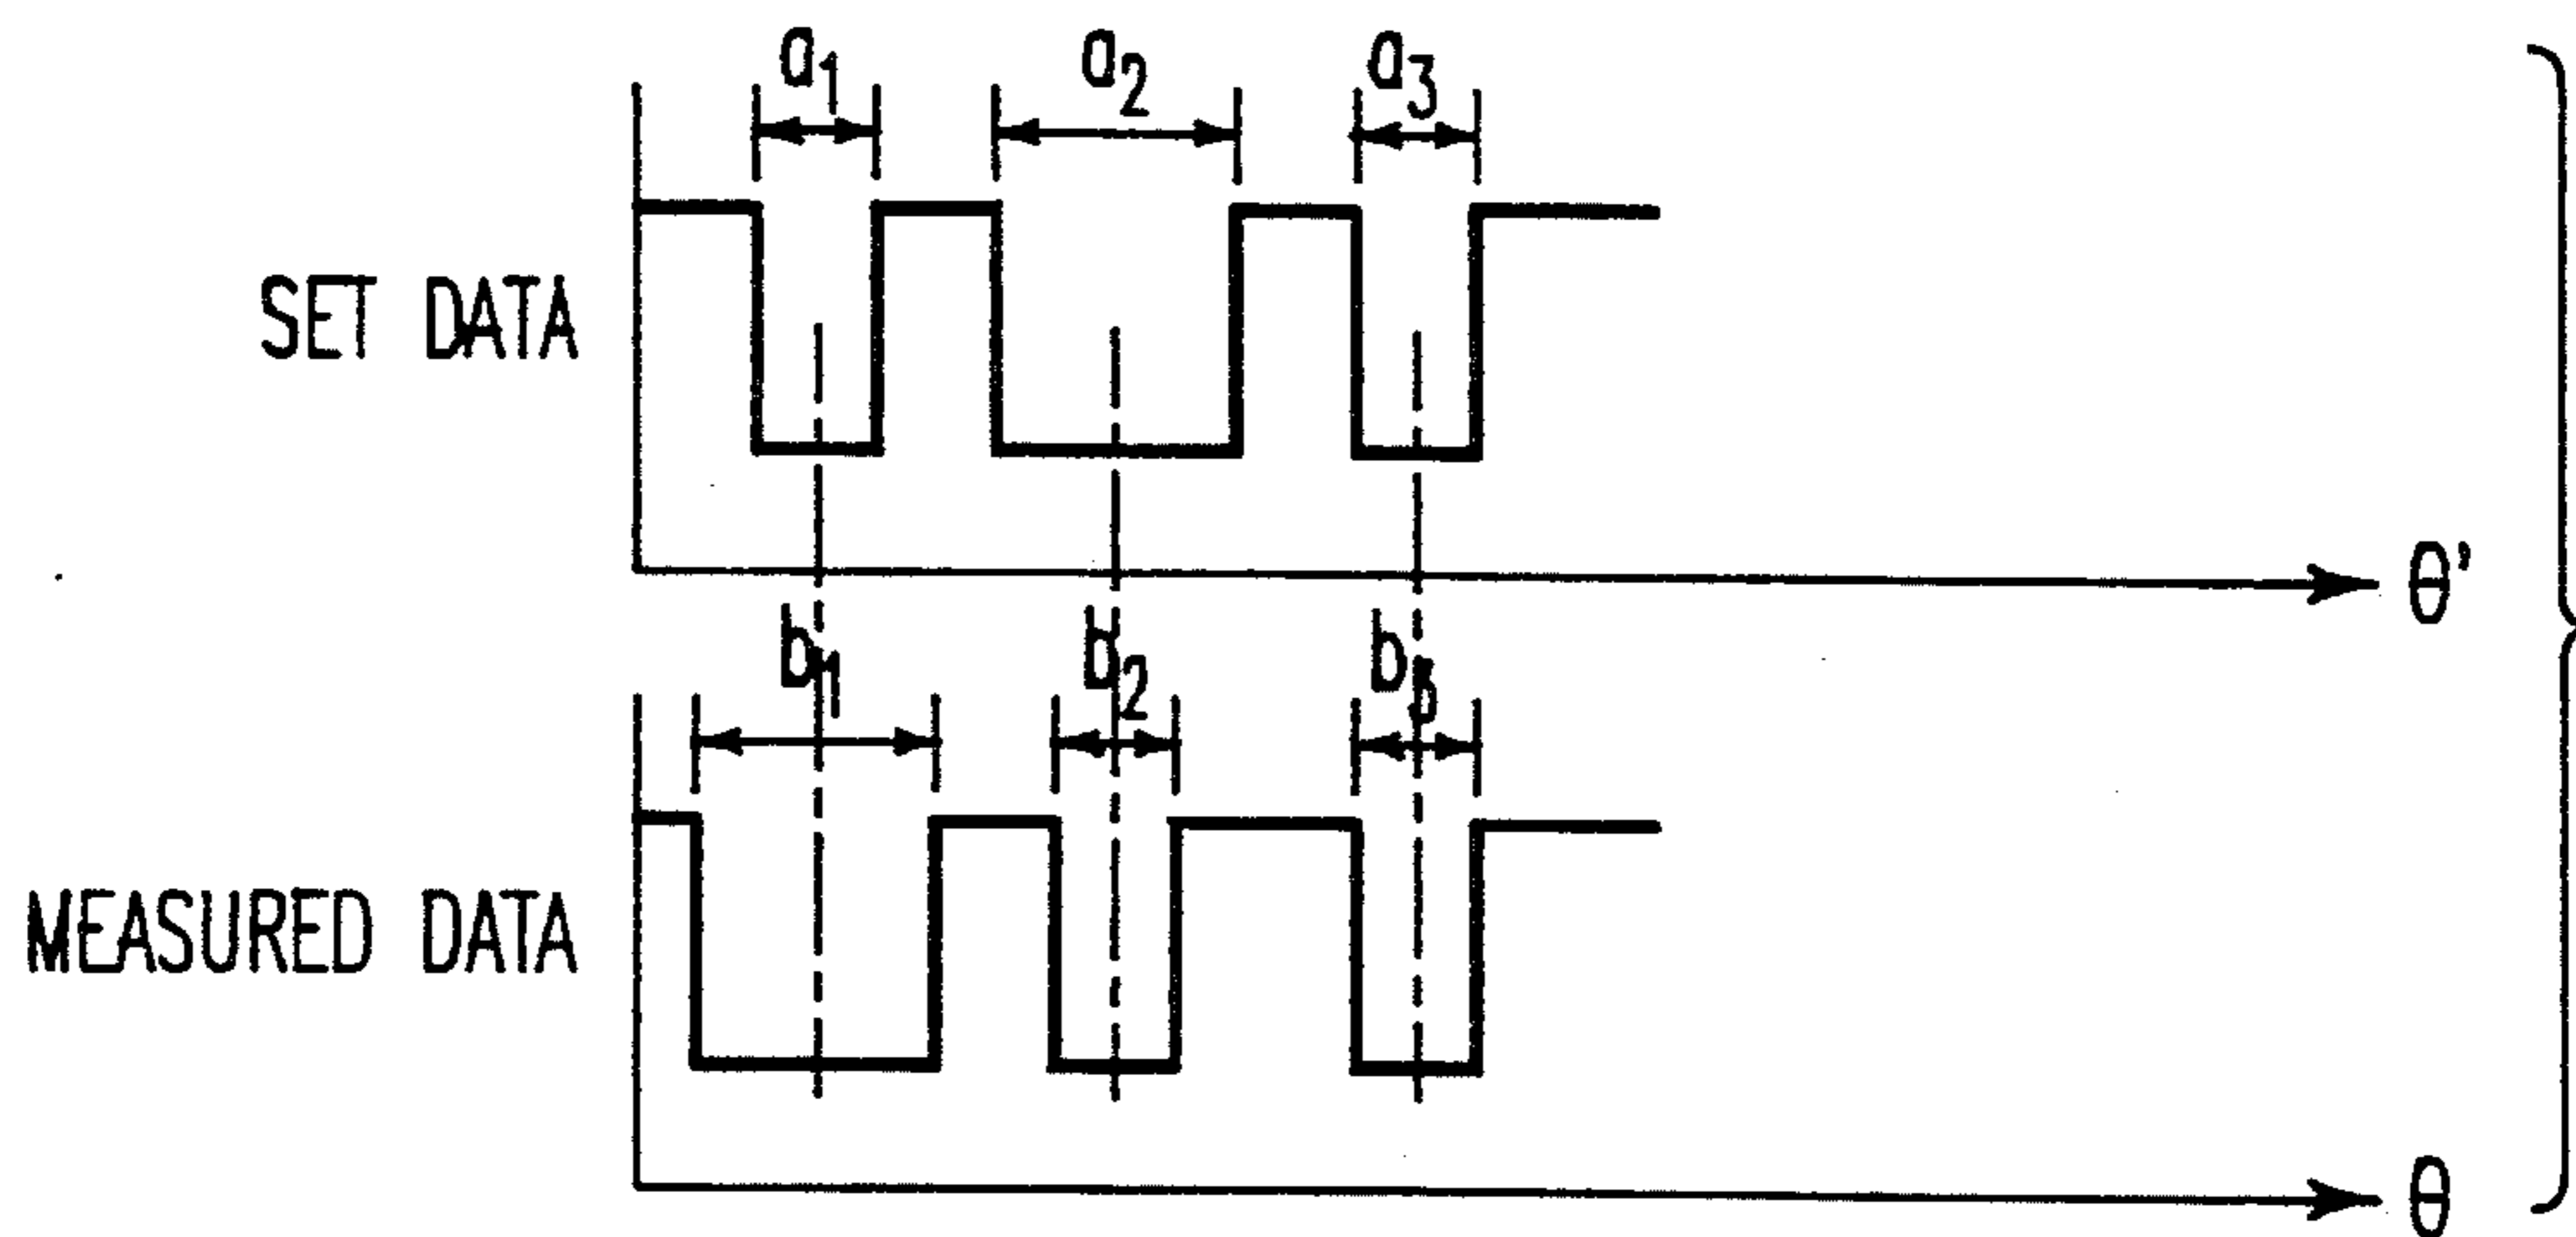 a1 a2 a3
SET DATA
θ'
b1 b2 b3
MEASURED DATA
θ